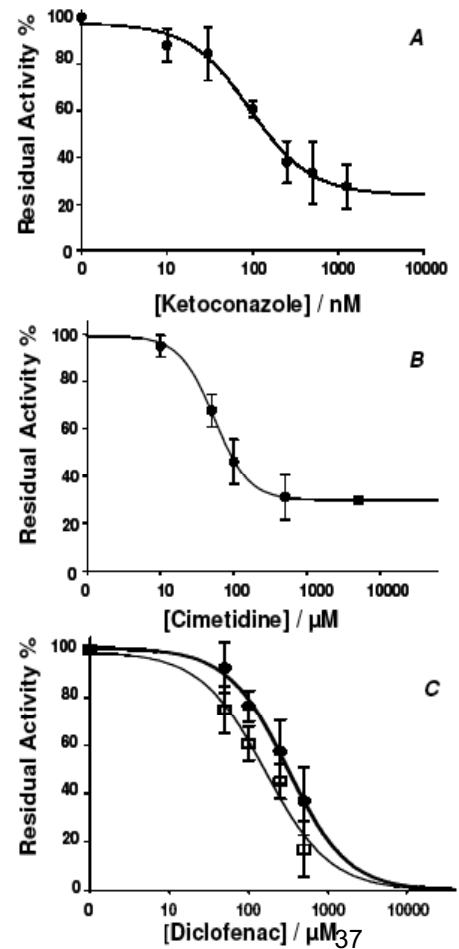 A
Residual Activity %
100
80
60
40
20
0
0 10 100 1000 10000
[Ketoconazole] / nM
B
Residual Activity %
100
80
60
40
20
0
0 10 100 1000 10000
[Cimetidine] / µM
C
Residual Activity %
100
80
60
40
20
0
0 10 100 1000 10000
[Diclofenac] / µM
37